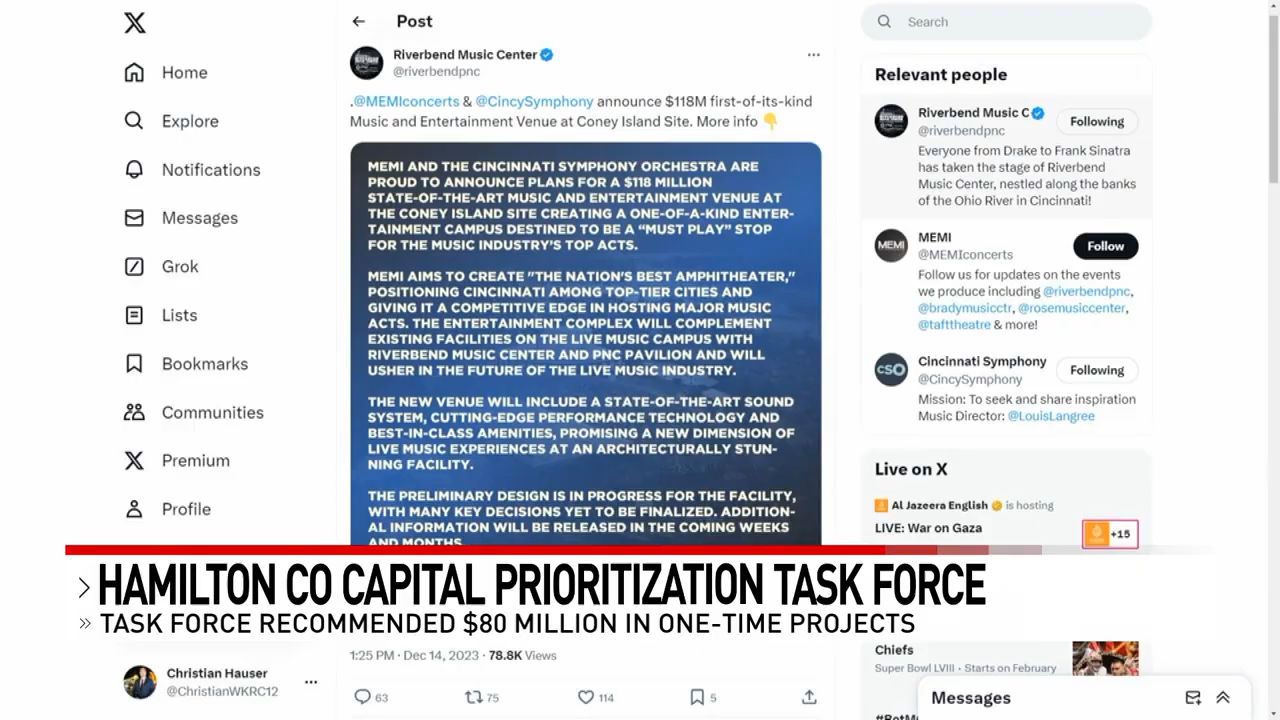 Home
Explore
Notifications
Messages
Grok
Lists
Bookmarks
Communities
Premium
Profile
Christian Hauser
@ChristianWKRC12
Post
Riverbend Music Center
@riverbendpnc
.@MEMIconcerts & @CincySymphony announce $118M first-of-its-kind
Music and Entertainment Venue at Coney Island Site. More info 👇
MEMI AND THE CINCINNATI SYMPHONY ORCHESTRA ARE
PROUD TO ANNOUNCE PLANS FOR A $118 MILLION
STATE-OF-THE-ART MUSIC AND ENTERTAINMENT VENUE AT
THE CONEY ISLAND SITE CREATING A ONE-OF-A-KIND ENTER-
TAINMENT CAMPUS DESTINED TO BE A “MUST PLAY” STOP
FOR THE MUSIC INDUSTRY'S TOP ACTS.
MEMI AIMS TO CREATE "THE NATION'S BEST AMPHITHEATER,"
POSITIONING CINCINNATI AMONG TOP-TIER CITIES AND
GIVING IT A COMPETITIVE EDGE IN HOSTING MAJOR MUSIC
ACTS. THE ENTERTAINMENT COMPLEX WILL COMPLEMENT
EXISTING FACILITIES ON THE LIVE MUSIC CAMPUS WITH
RIVERBEND MUSIC CENTER AND PNC PAVILION AND WILL
USHER IN THE FUTURE OF THE LIVE MUSIC INDUSTRY.
THE NEW VENUE WILL INCLUDE A STATE-OF-THE-ART SOUND
SYSTEM, CUTTING-EDGE PERFORMANCE TECHNOLOGY AND
BEST-IN-CLASS AMENITIES, PROMISING A NEW DIMENSION OF
LIVE MUSIC EXPERIENCES AT AN ARCHITECTURALLY STUN-
NING FACILITY.
THE PRELIMINARY DESIGN IS IN PROGRESS FOR THE FACILITY,
WITH MANY KEY DECISIONS YET TO BE FINALIZED. ADDITION-
AL INFORMATION WILL BE RELEASED IN THE COMING WEEKS
AND MONTHS.
1:25 PM · Dec 14, 2023 · 78.8K Views
63 75 114 5
Search
Relevant people
Riverbend Music C
@riverbendpnc
Following
Everyone from Drake to Frank Sinatra
has taken the stage of Riverbend
Music Center, nestled along the banks
of the Ohio River in Cincinnati!
MEMI
MEMI
@MEMIconcerts
Follow
Follow us for updates on the events
we produce including @riverbendpnc,
@bradymusicctr, @rosemusiccenter,
@tafttheatre & more!
CSO
Cincinnati Symphony
@CincySymphony
Following
Mission: To seek and share inspiration
Music Director: @LouisLangree
Live on X
Al Jazeera English is hosting
LIVE: War on Gaza
+15
Chiefs
Super Bowl LVIII · Starts on February
Messages
HAMILTON CO CAPITAL PRIORITIZATION TASK FORCE
TASK FORCE RECOMMENDED $80 MILLION IN ONE-TIME PROJECTS